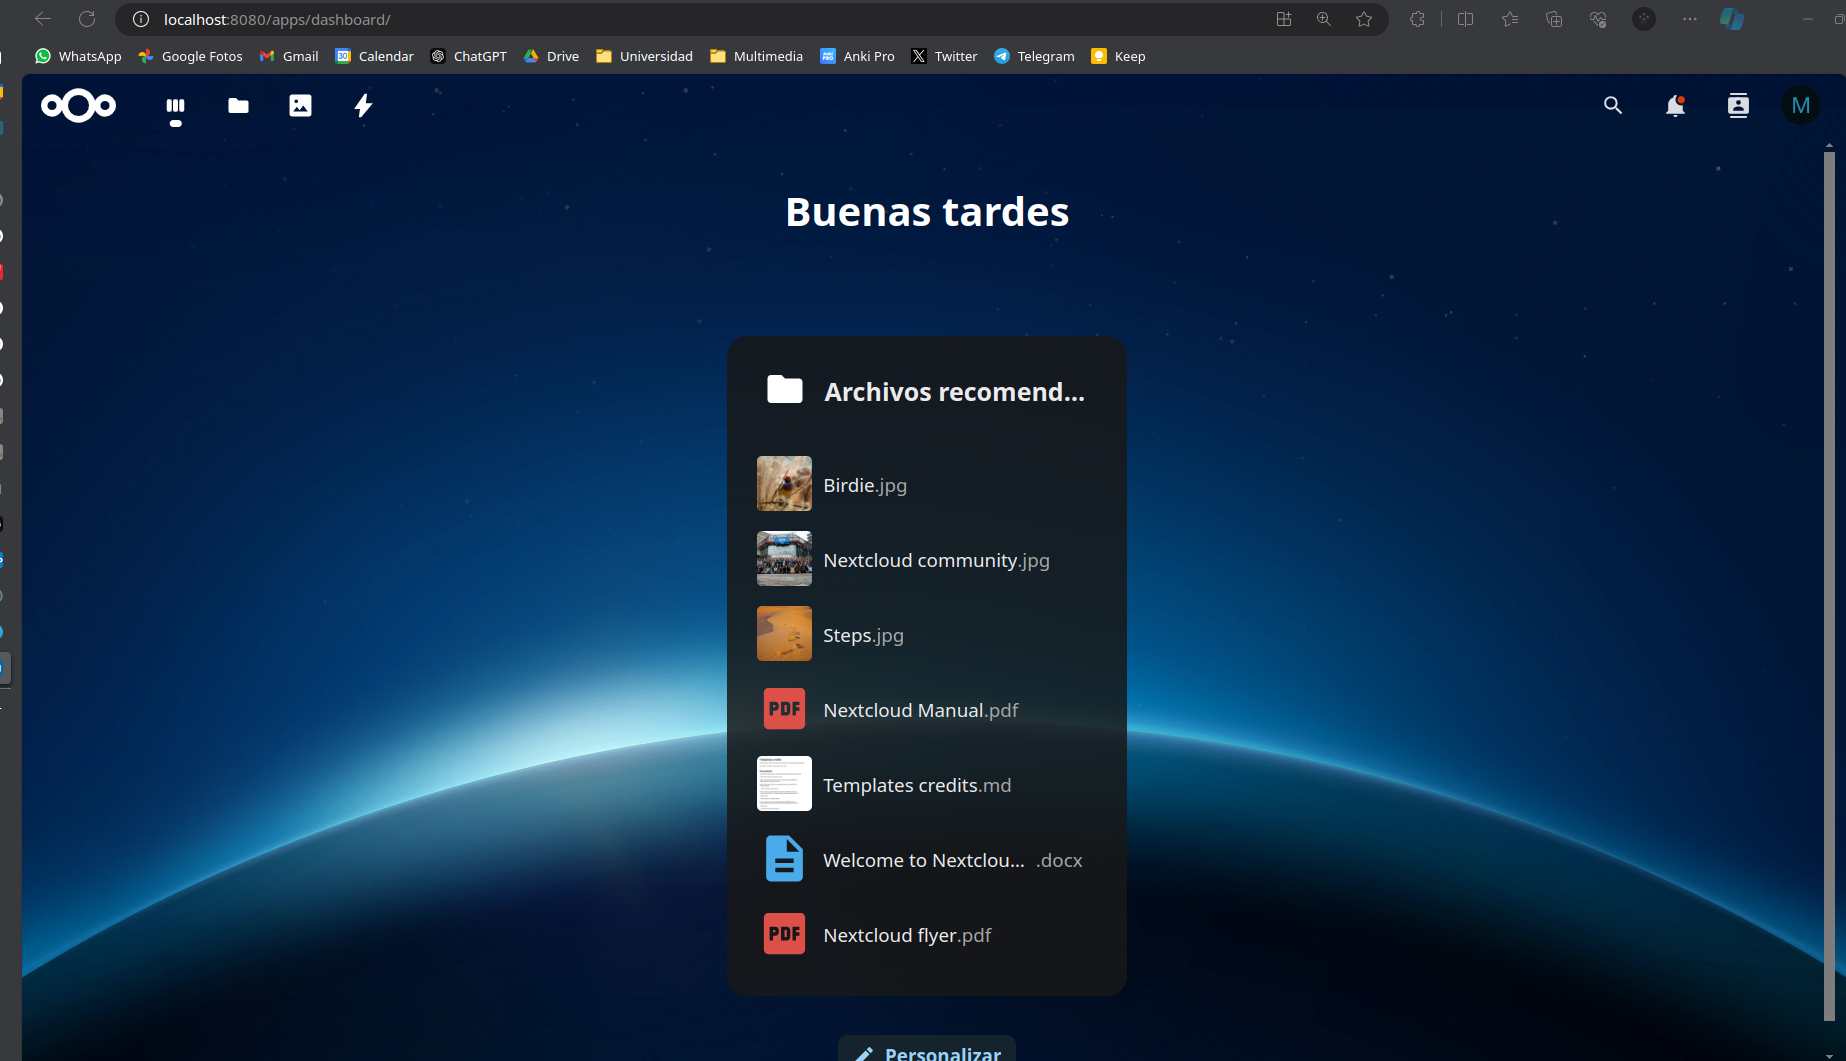 localhost:8080/apps/dashboard/
WhatsApp Google Fotos Gmail Calendar ChatGPT Drive Universidad Multimedia Anki Pro Twitter Telegram Keep
M
Buenas tardes
Archivos recomend...
Birdie.jpg
Nextcloud community.jpg
Steps.jpg
PDF Nextcloud Manual.pdf
Templates credits.md
Welcome to Nextclou... .docx
PDF Nextcloud flyer.pdf
Personalizar